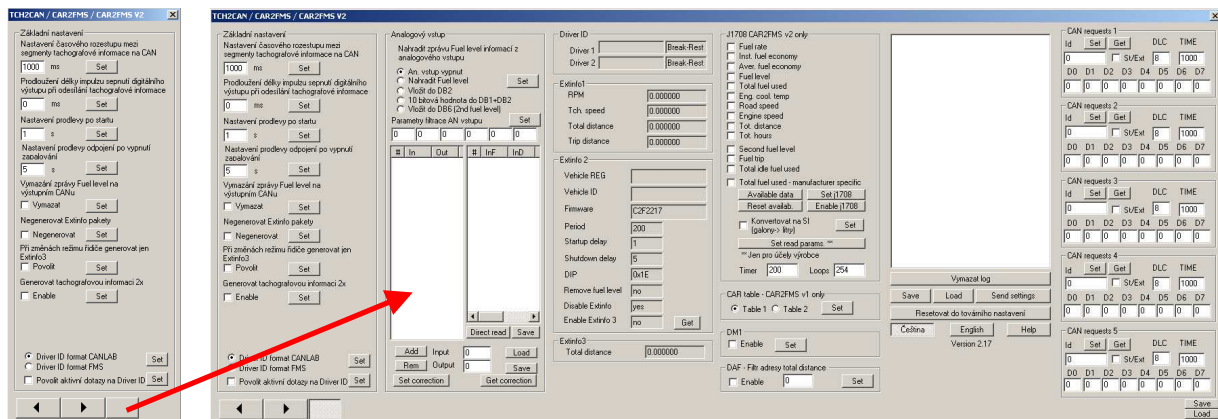 TCH2CAN / CAR2FMS / CAR2FMS V2
Základní nastavení
Nastavení časového rozestupu mezi
segmenty tachografové informace na CAN
1000 ms Set
Prodloužení délky impulzu sepnutí digitálního
výstupu při odesílání tachografové informace
0 ms Set
Nastavení prodlevy po startu
1 s Set
Nastavení prodlevy odpojení po vypnutí
zapalování
5 s Set
Vymazání zprávy Fuel level na
výstupním CANu
Vymazat Set
Negenerovat Extinfo pakety
Negenerovat Set
Při změnách režimu řidiče generovat jen
Extinfo3
Povolit Set
Generovat tachografovou informaci 2x
Enable Set
Driver ID format CANLAB
Driver ID format FMS
Set
Povolit aktivní dotazy na Driver ID Set
TCH2CAN / CAR2FMS / CAR2FMS V2
Základní nastavení
Nastavení časového rozestupu mezi
segmenty tachografové informace na CAN
1000 ms Set
Prodloužení délky impulzu sepnutí digitálního
výstupu při odesílání tachografové informace
0 ms Set
Nastavení prodlevy po startu
1 s Set
Nastavení prodlevy odpojení po vypnutí
zapalování
5 s Set
Vymazání zprávy Fuel level na
výstupním CANu
Vymazat Set
Negenerovat Extinfo pakety
Negenerovat Set
Při změnách režimu řidiče generovat jen
Extinfo3
Povolit Set
Generovat tachografovou informaci 2x
Enable Set
ID format CANLAB
Driver ID format FMS
Set
Povolit aktivní dotazy na Driver ID Set
Analogový vstup
Nahradit zprávu Fuel level informací z
analogového vstupu
An. vstup vypnut
Nahradit Fuel level Set
Vložit do DB2
10 bitová hodnota do DB1+DB2
Vložit do DB6 (2nd fuel level)
Parametry filtrace AN vstupu Set
0 0 0 0 0 0
# In Out # InF InD
Direct read Save
Add Input 0 Load
Rem Output 0 Save
Set correction Get correction
Driver ID
Driver 1 Break-Rest
Driver 2 Break-Rest
Extinfo1
RPM 0.000000
Tch. speed 0.000000
Total distance 0.000000
Trip distance 0.000000
Extinfo 2
Vehicle REG
Vehicle ID
Firmware C2F2217
Period 200
Startup delay 1
Shutdown delay 5
DIP 0x1E
Remove fuel level no
Disable Extinfo yes
Enable Extinfo 3 no Get
Extinfo3
Total distance 0.000000
J1708 CAR2FMS v2 only
Fuel rate
Inst. fuel economy
Aver. fuel economy
Fuel level
Total fuel used
Eng. cool. temp
Road speed
Engine speed
Tot. distance
Tot. hours
Second fuel level
Fuel trip
Total idle fuel used
Total fuel used - manufacturer specific
Available data Set j1708
Reset availab. Enable j1708
Konvertovat na SI
(galony-> litry) Set
Set read params. **
** Jen pro účely výrobce
Timer 200 Loops 254
CAR table - CAR2FMS v1 only
Table 1 Table 2 Set
DM1
Enable Set
DAF - Filtr adresy total distance
Enable 0 Set
Vymazat log
Save Load Send settings
Resetovat do továrního nastavení
Čeština English Help
Version 2.17
CAN requests 1
Id Set Get DLC TIME
0 St/Ext 8 1000
D0 D1 D2 D3 D4 D5 D6 D7
0 0 0 0 0 0 0 0
CAN requests 2
Id Set Get DLC TIME
0 St/Ext 8 1000
D0 D1 D2 D3 D4 D5 D6 D7
0 0 0 0 0 0 0 0
CAN requests 3
Id Set Get DLC TIME
0 St/Ext 8 1000
D0 D1 D2 D3 D4 D5 D6 D7
0 0 0 0 0 0 0 0
CAN requests 4
Id Set Get DLC TIME
0 St/Ext 8 1000
D0 D1 D2 D3 D4 D5 D6 D7
0 0 0 0 0 0 0 0
CAN requests 5
Id Set Get DLC TIME
0 St/Ext 8 1000
D0 D1 D2 D3 D4 D5 D6 D7
0 0 0 0 0 0 0 0
Save
Load